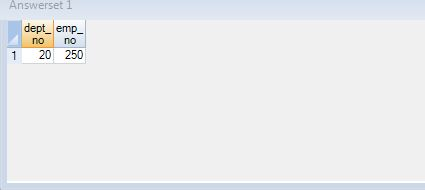 Answerset 1
dept_ emp_
no no
1 20 250